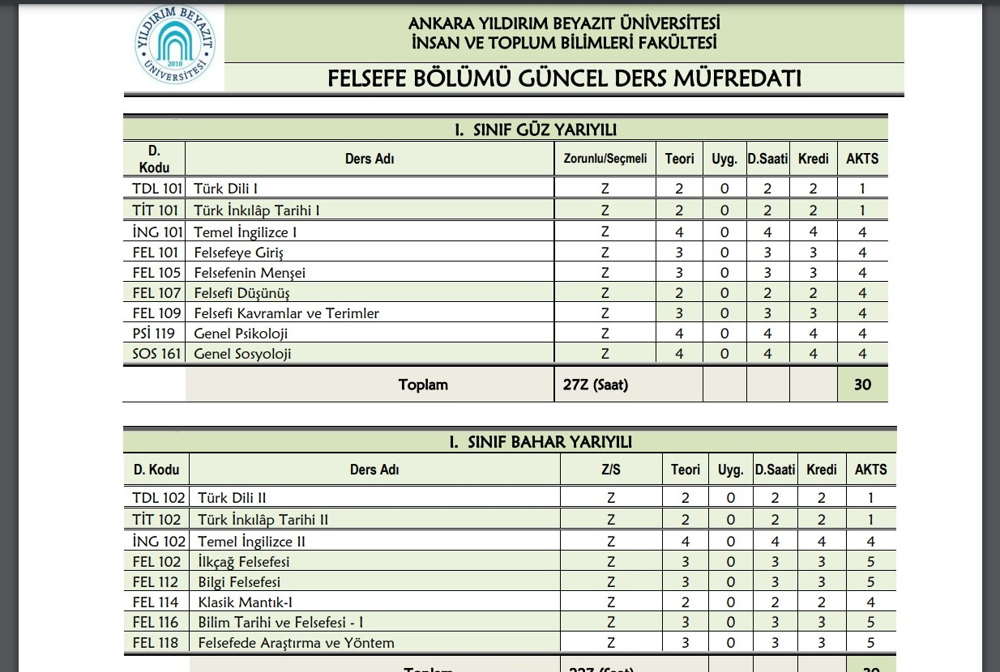 YILDIRIM BEYAZIT
2010
ÜNİVERSİTESİ
ANKARA YILDIRIM BEYAZIT ÜNİVERSİTESİ
İNSAN VE TOPLUM BİLİMLERİ FAKÜLTESİ
FELSEFE BÖLÜMÜ GÜNCEL DERS MÜFREDATI
I. SINIF GÜZ YARIYILI
D. Kodu Ders Adı Zorunlu/Seçmeli Teori Uyg. D.Saati Kredi AKTS
TDL 101 Türk Dili I Z 2 0 2 2 1
TİT 101 Türk İnkılâp Tarihi I Z 2 0 2 2 1
İNG 101 Temel İngilizce I Z 4 0 4 4 4
FEL 101 Felsefeye Giriş Z 3 0 3 3 4
FEL 105 Felsefenin Menşei Z 3 0 3 3 4
FEL 107 Felsefi Düşünüş Z 2 0 2 2 4
FEL 109 Felsefi Kavramlar ve Terimler Z 3 0 3 3 4
PSİ 119 Genel Psikoloji Z 4 0 4 4 4
SOS 161 Genel Sosyoloji Z 4 0 4 4 4
Toplam 27Z (Saat) 30
I. SINIF BAHAR YARIYILI
D. Kodu Ders Adı Z/S Teori Uyg. D.Saati Kredi AKTS
TDL 102 Türk Dili II Z 2 0 2 2 1
TİT 102 Türk İnkılâp Tarihi II Z 2 0 2 2 1
İNG 102 Temel İngilizce II Z 4 0 4 4 4
FEL 102 İlkçağ Felsefesi Z 3 0 3 3 5
FEL 112 Bilgi Felsefesi Z 3 0 3 3 5
FEL 114 Klasik Mantık-I Z 2 0 2 2 4
FEL 116 Bilim Tarihi ve Felsefesi - I Z 3 0 3 3 5
FEL 118 Felsefede Araştırma ve Yöntem Z 3 0 3 3 5
Toplam 22Z (Saat) 30